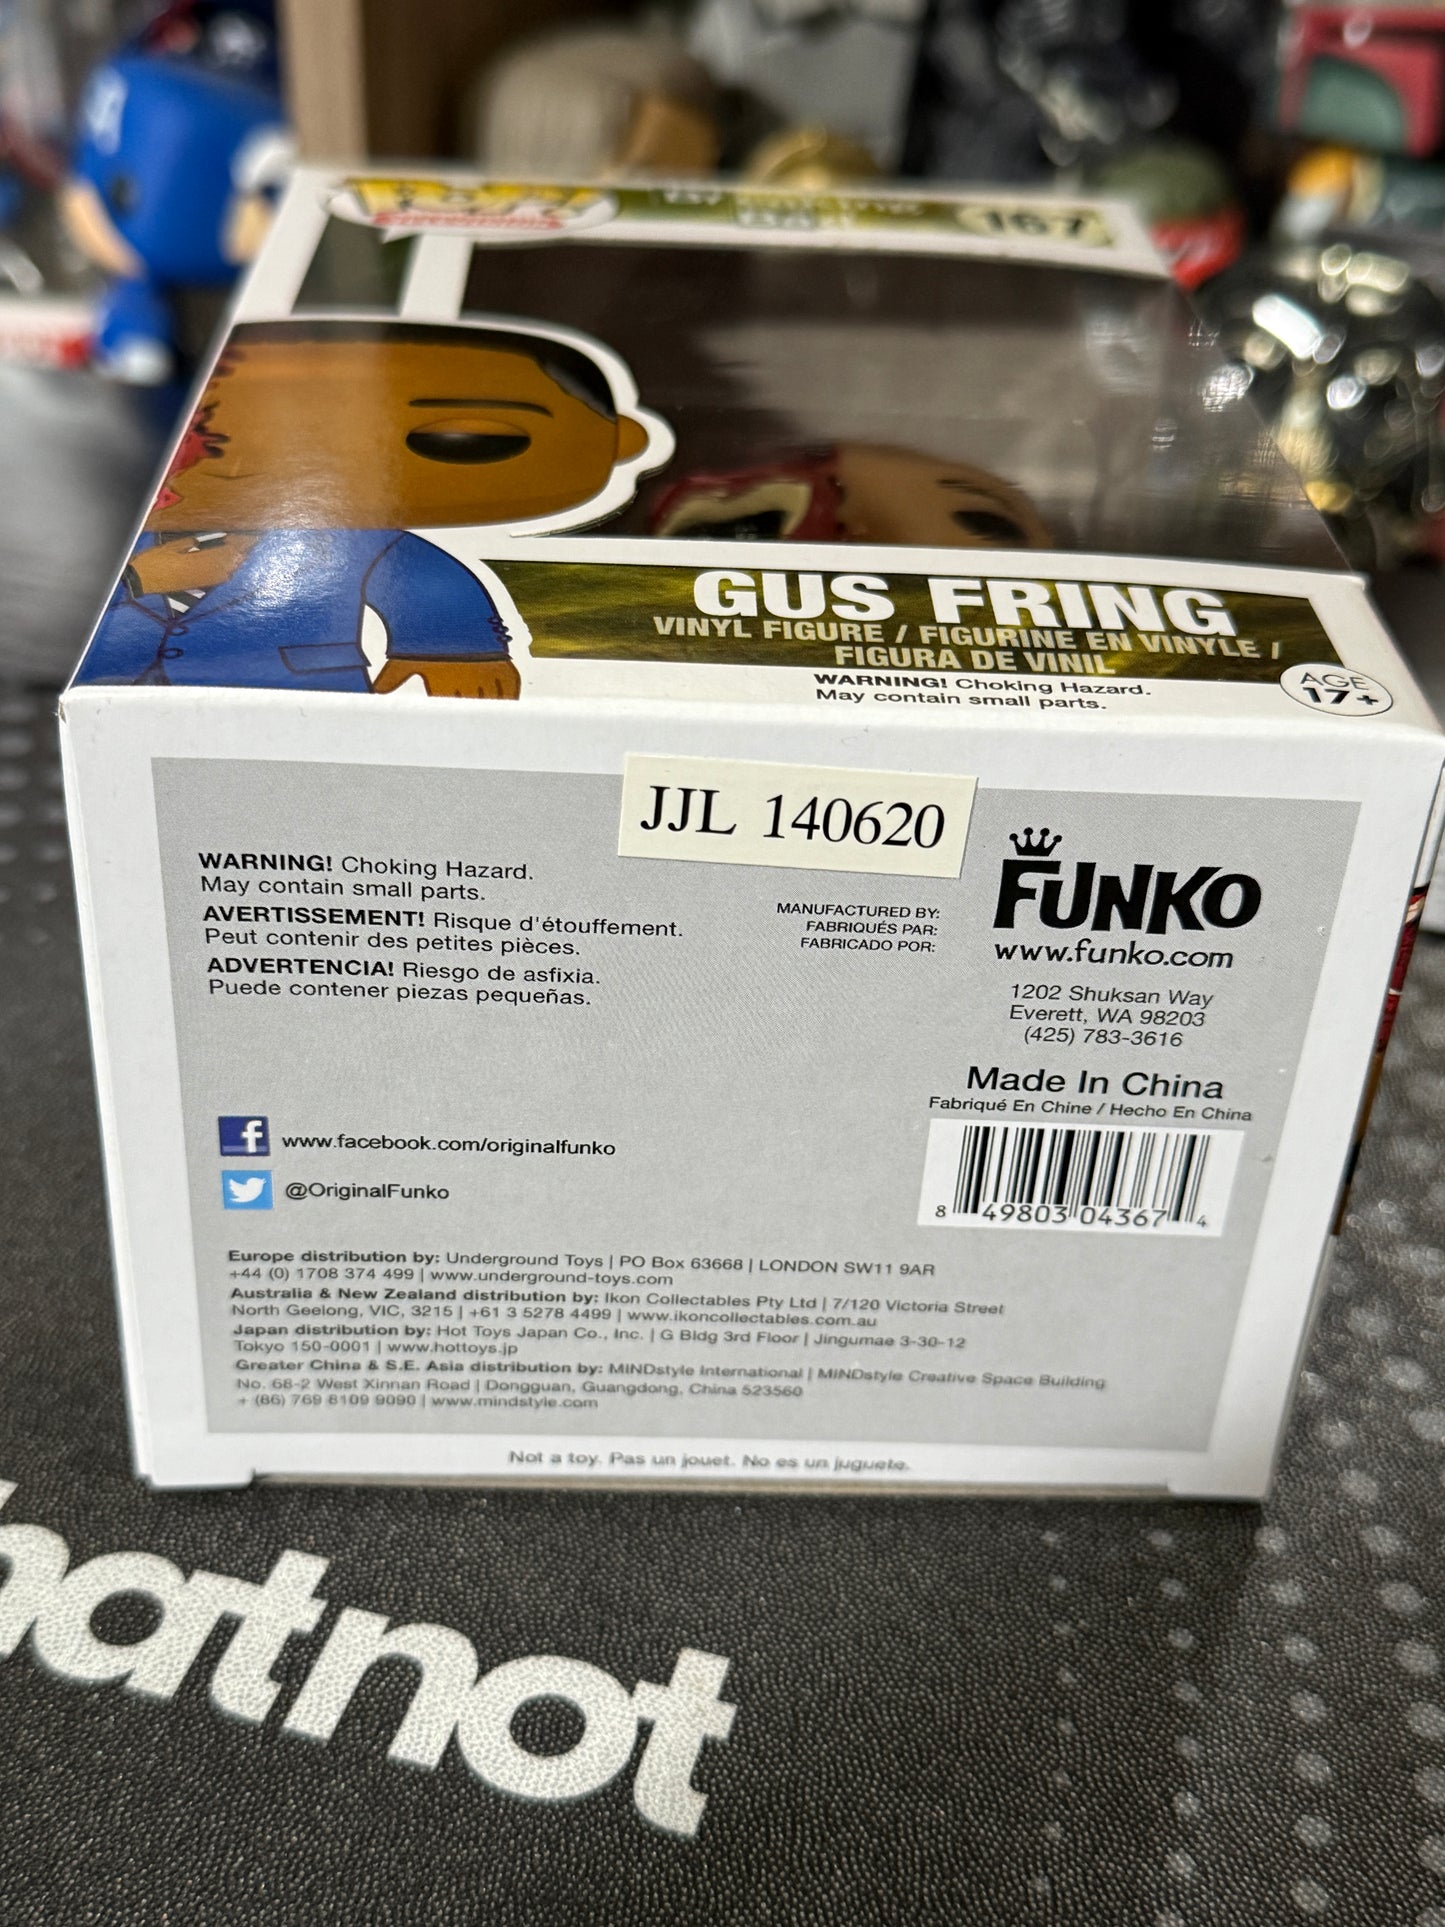 167
GUS FRING
VINYL FIGURE / FIGURINE EN VINYLE /
FIGURA DE VINIL
WARNING! Choking Hazard.
May contain small parts.
AGE
17+
JJL 140620
WARNING! Choking Hazard.
May contain small parts.
AVERTISSEMENT! Risque d'étouffement.
Peut contenir des petites pièces.
ADVERTENCIA! Riesgo de asfixia.
Puede contener piezas pequeñas.
MANUFACTURED BY:
FABRIQUÉS PAR:
FABRICADO POR:
FUNKO
www.funko.com
1202 Shuksan Way
Everett, WA 98203
(425) 783-3616
Made In China
Fabriqué En Chine / Hecho En China
8 49803 04367 4
f www.facebook.com/originalfunko
@OriginalFunko
Europe distribution by: Underground Toys | PO Box 63668 | LONDON SW11 9AR
+44 (0) 1708 374 499 | www.underground-toys.com
Australia & New Zealand distribution by: Ikon Collectables Pty Ltd | 7/120 Victoria Street
North Geelong, VIC, 3215 | +61 3 5278 4499 | www.ikoncollectables.com.au
Japan distribution by: Hot Toys Japan Co., Inc. | G Bldg 3rd Floor | Jingumae 3-30-12
Tokyo 150-0001 | www.hottoys.jp
Greater China & S.E. Asia distribution by: MINDstyle International | MINDstyle Creative Space Building
No. 68-2 West Xinnan Road | Dongguan, Guangdong, China 523560
+ (86) 769 8109 9090 | www.mindstyle.com
Not a toy. Pas un jouet. No es un juguete.
hatnot